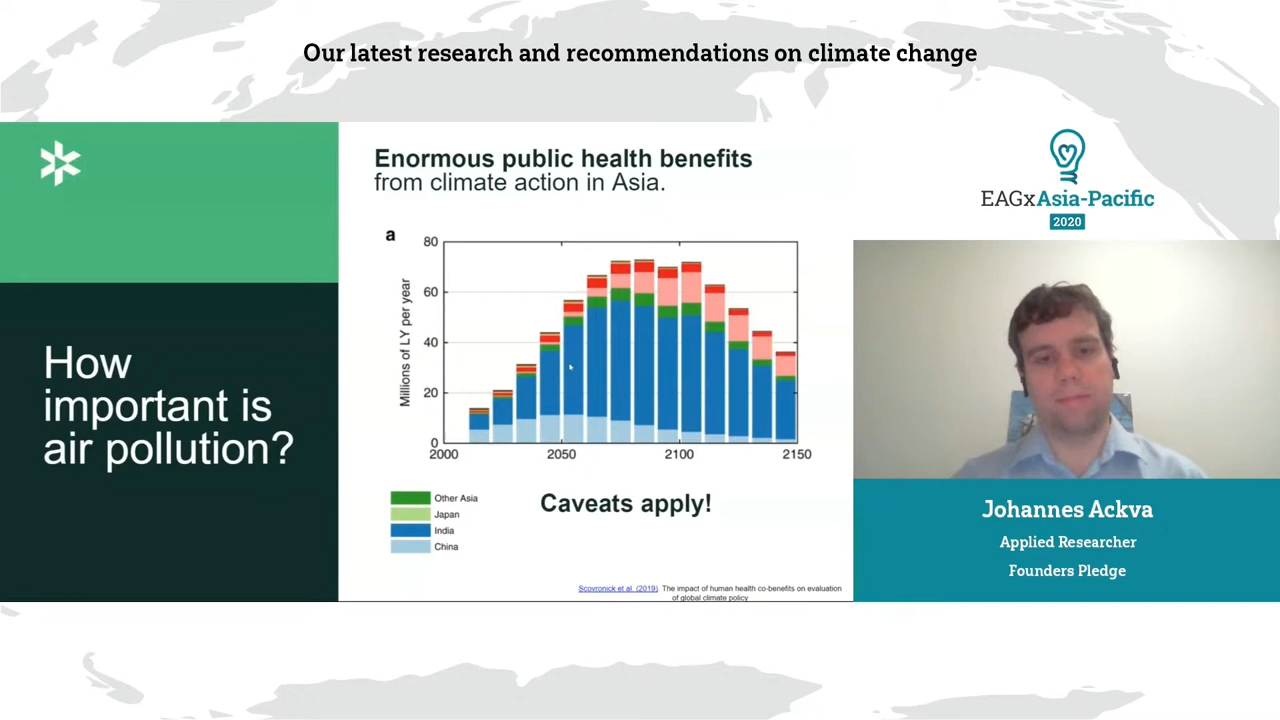 Our latest research and recommendations on climate change
How
important is
air pollution?
Enormous public health benefits
from climate action in Asia.
a
Millions of LY per year
80
60
40
20
0
2000
2050
2100
2150
Other Asia
Japan
India
China
Caveats apply!
Scovronick et al. (2019). The impact of human health co-benefits on evaluation
of global climate policy
EAGxAsia-Pacific
2020
Johannes Ackva
Applied Researcher
Founders Pledge